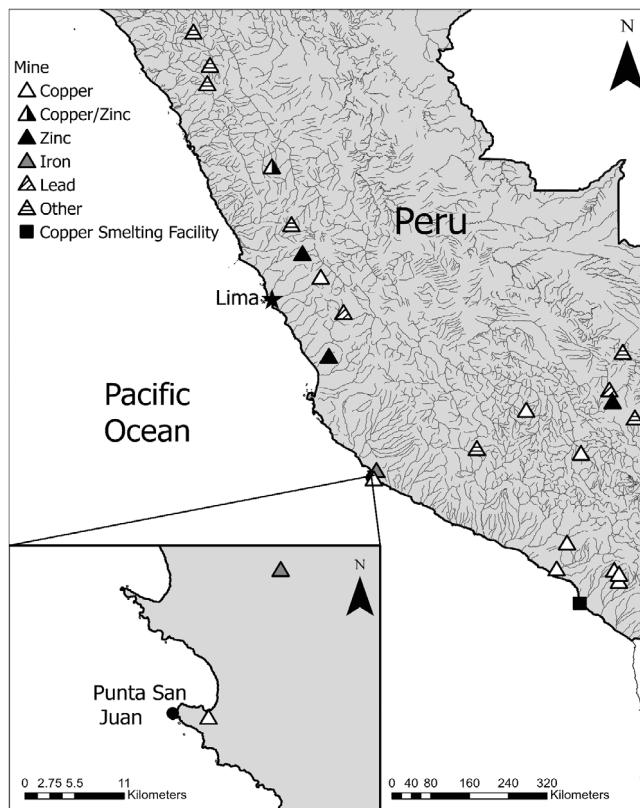 N
Mine
Copper
Copper/Zinc
Zinc
Iron
Lead
Other
Copper Smelting Facility
Peru
Lima
Pacific
Ocean
N
Punta San
Juan
0 2.75 5.5 11
Kilometers
0 40 80 160 240 320
Kilometers